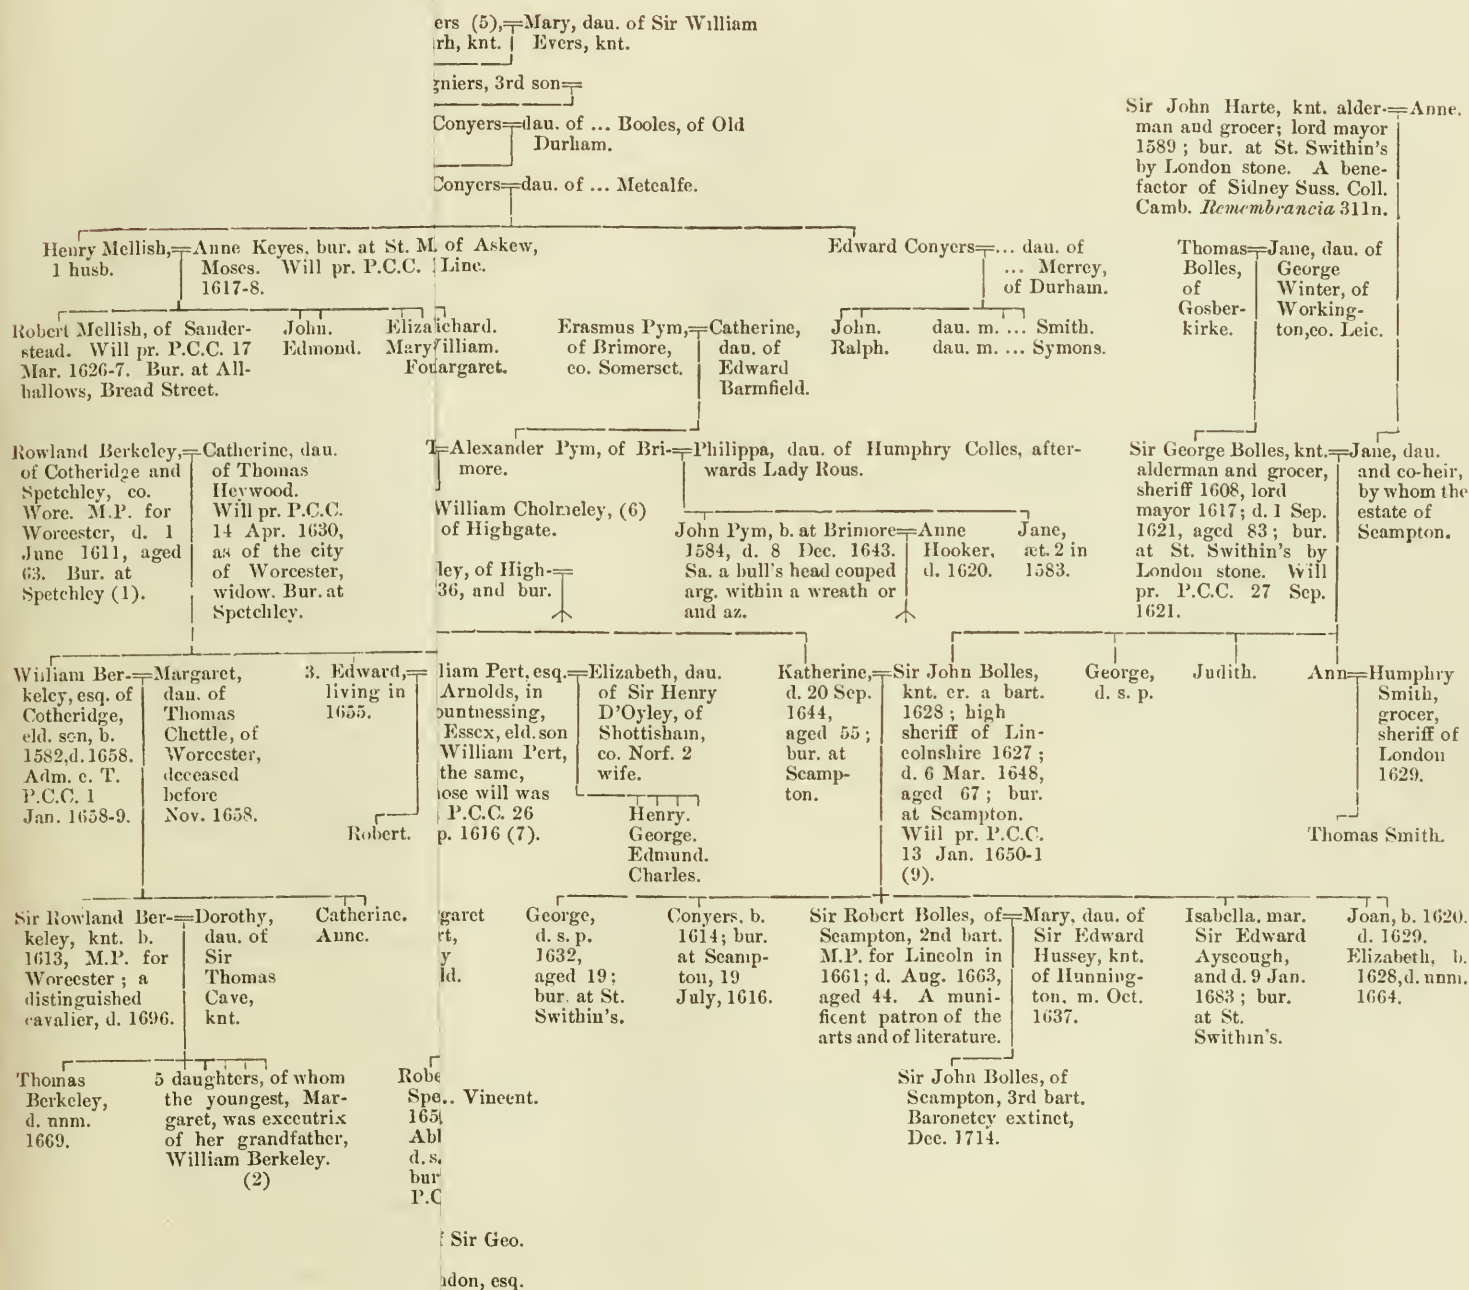 ers (5),=Mary, dau. of Sir William
rh, knt. Evers, knt.
gniers, 3rd son=
Conyers=dau. of ... Booles, of Old
Durham.
Conyers=dau. of ... Metcalfe.
Sir John Harte, knt. alder-=Anne.
man and grocer; lord mayor
1589; bur. at St. Swithin's
by London stone. A bene-
factor of Sidney Suss. Coll.
Camb. Remembrancia 311n.
Henry Mellish,=Anne Keyes, bur. at St. M
1 husb. Moses. Will pr. P.C.C.
1617-8.
of Askew,
Linc.
Edward Conyers=... dau. of
... Merrey,
of Durham.
Thomas=Jane, dau. of
Bolles, George
of Winter, of
Gosber- Working-
kirke. ton, co. Leic.
Robert Mellish, of Sander-
stead. Will pr. P.C.C. 17
Mar. 1626-7. Bur. at All-
hallows, Bread Street.
John.
Edmond.
Eliza
Mary
Fou
ichard.
illiam.
argaret.
Erasmus Pym,=Catherine,
of Brimore, dau. of
co. Somerset. Edward
Barmfield.
John.
Ralph.
dau. m. ... Smith.
dau. m. ... Symons.
Rowland Berkeley,=Catherine, dau.
of Cotheridge and of Thomas
Spetchley, co. Heywood.
Worc. M.P. for Will pr. P.C.C.
Worcester, d. 1 14 Apr. 1630,
June 1611, aged as of the city
63. Bur. at of Worcester,
Spetchley (1). widow. Bur. at
Spetchley.
=Alexander Pym, of Bri-=Philippa, dau. of Humphry Colles, after-
more. wards Lady Rous.
William Cholmeley, (6)
of Highgate.
ley, of High-=
36, and bur.
John Pym, b. at Brimore=Anne
1584, d. 8 Dec. 1643. Hooker,
Sa. a bull's head couped d. 1620.
arg. within a wreath or
and az.
Jane,
æt. 2 in
1583.
Sir George Bolles, knt.=Jane, dau.
alderman and grocer, and co-heir,
sheriff 1608, lord by whom the
mayor 1617; d. 1 Sep. estate of
1621, aged 83; bur. Scampton.
at St. Swithin's by
London stone. Will
pr. P.C.C. 27 Sep.
1621.
William Ber-=Margaret,
keley, esq. of dau. of
Cotheridge, Thomas
eld. son, b. Chettle, of
1582, d. 1658. Worcester,
Adm. c. T. deceased
P.C.C. 1 before
Jan. 1658-9. Nov. 1658.
3. Edward,=
living in
1655.
Robert.
liam Pert, esq.=Elizabeth, dau.
Arnolds, in of Sir Henry
ountnessing, D'Oyley, of
Essex, eld. son Shottisham,
William Pert, co. Norf. 2
the same, wife.
ose will was
P.C.C. 26
p. 1616 (7).
Henry.
George.
Edmund.
Charles.
Katherine,=Sir John Bolles,
d. 20 Sep. knt. cr. a bart.
1644, 1628; high
aged 55; sheriff of Lin-
bur. at colnshire 1627;
Scamp- d. 6 Mar. 1648,
ton. aged 67; bur.
at Scampton.
Will pr. P.C.C.
13 Jan. 1650-1
(9).
George,
d. s. p.
Judith.
Ann=Humphry
Smith,
grocer,
sheriff of
London
1629.
Thomas Smith.
Sir Rowland Ber-=Dorothy,
keley, knt. b. dau. of
1613, M.P. for Sir
Worcester; a Thomas
distinguished Cave,
cavalier, d. 1696. knt.
Catherine.
Anne.
garet
rt,
y
ld.
George,
d. s. p.
1632,
aged 19;
bur. at St.
Swithin's.
Conyers, b.
1614; bur.
at Scamp-
ton, 19
July, 1616.
Sir Robert Bolles, of=Mary, dau. of
Scampton, 2nd bart. Sir Edward
M.P. for Lincoln in Hussey, knt.
1661; d. Aug. 1663, of Hunning-
aged 44. A muni- ton, m. Oct.
ficent patron of the 1637.
arts and of literature.
Isabella, mar.
Sir Edward
Ayscough,
and d. 9 Jan.
1683; bur.
at St.
Swithin's.
Joan, b. 1620.
d. 1629.
Elizabeth, b.
1628, d. unm.
1664.
Thomas
Berkeley,
d. unm.
1669.
5 daughters, of whom
the youngest, Mar-
garet, was executrix
of her grandfather,
William Berkeley.
(2)
Robe
Spe
165
Abl
d. s.
bur
P.C
.. Vincent.
Sir John Bolles, of
Scampton, 3rd bart.
Baronetcy extinct,
Dec. 1714.
f Sir Geo.
ndon, esq.